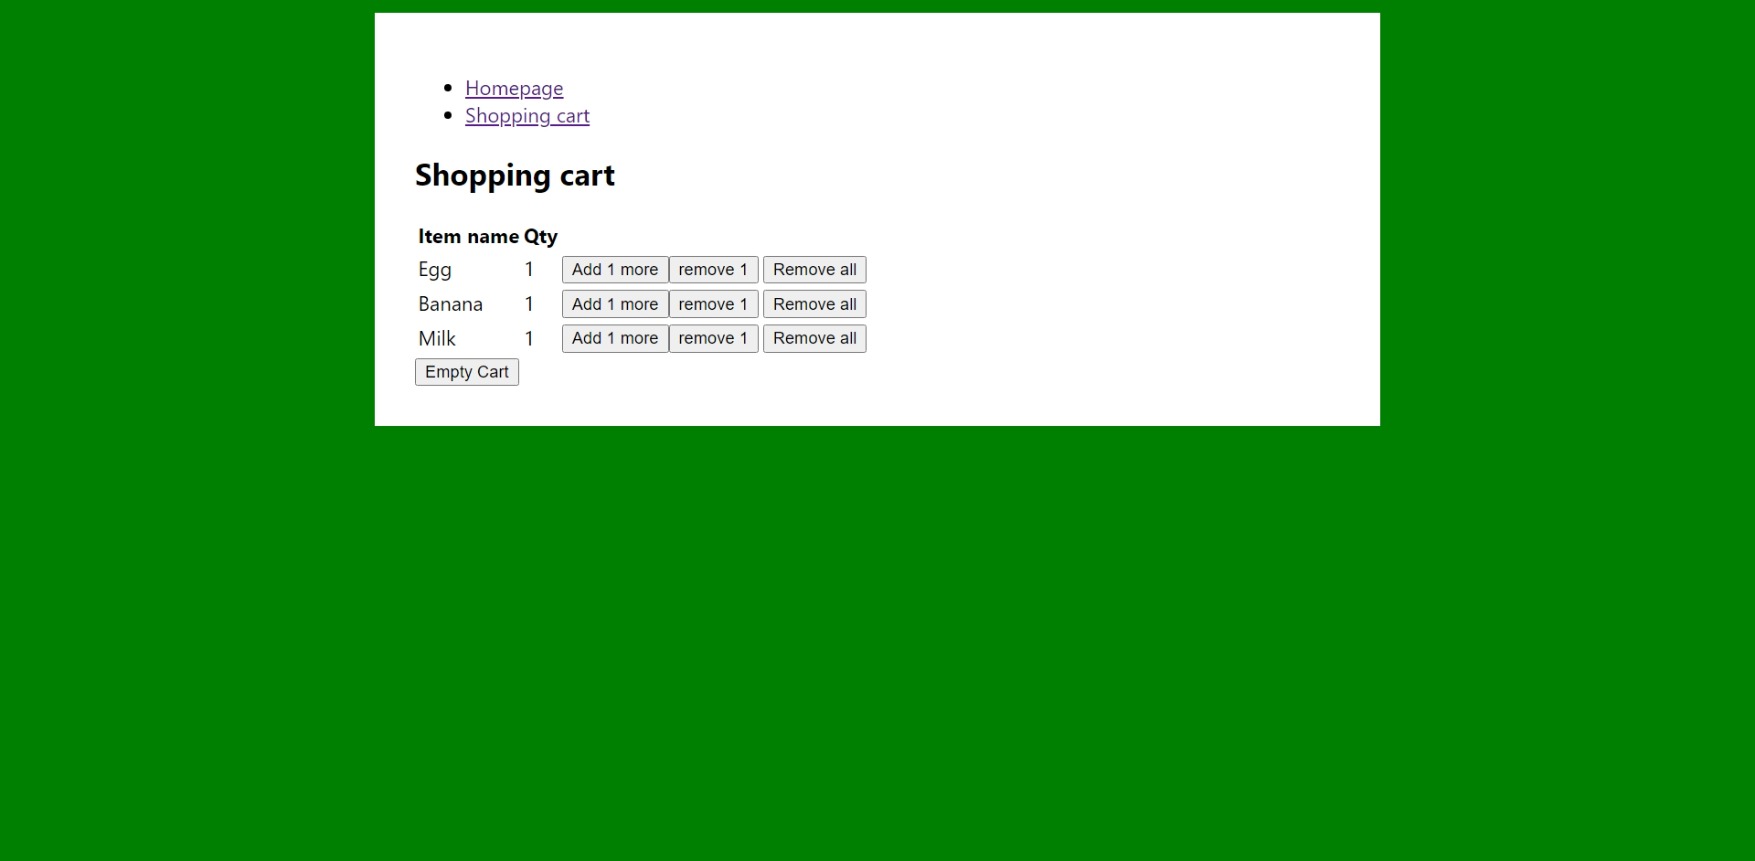 Homepage
Shopping cart
Shopping cart
Item name Qty
Egg 1 Add 1 more remove 1 Remove all
Banana 1 Add 1 more remove 1 Remove all
Milk 1 Add 1 more remove 1 Remove all
Empty Cart